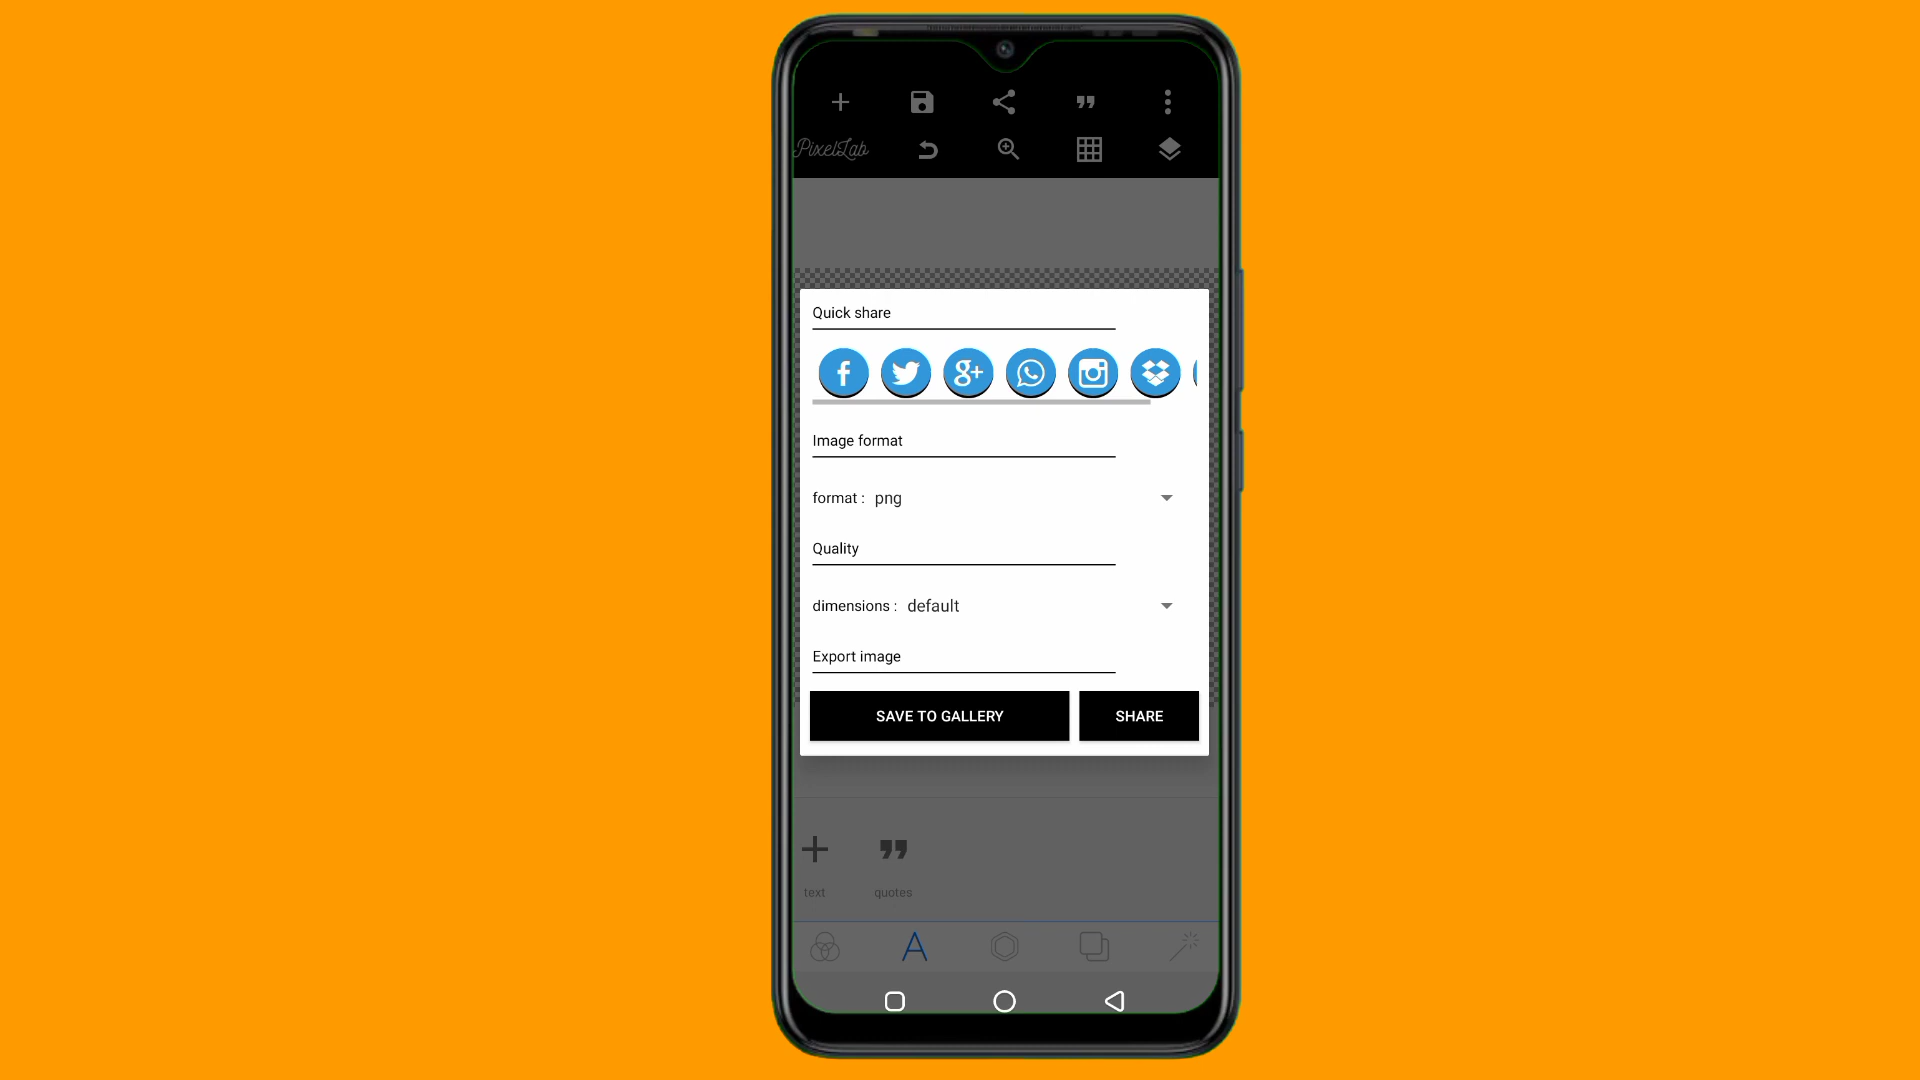 PixelLab
Quick share
Image format
format : png
Quality
dimensions : default
Export image
SAVE TO GALLERY SHARE
text quotes